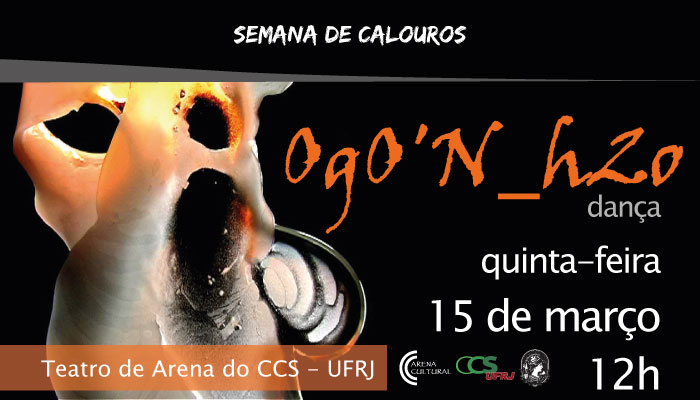 SEMANA DE CALOUROS
OgO'N_h2o
dança
quinta-feira
15 de março
12h
Teatro de Arena do CCS - UFRJ
ARENA
CULTURAL
CCS
UFRJ